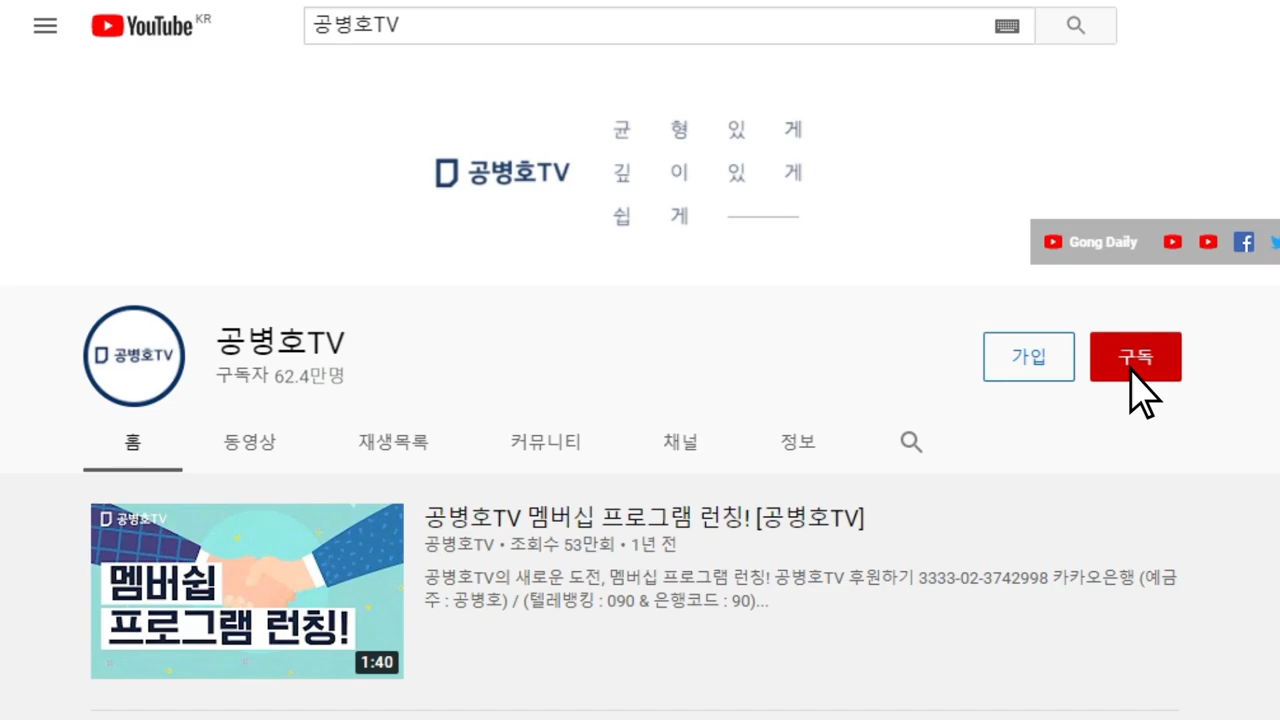 YouTube KR
공병호TV
균 형 있 게
공병호TV
깊 이 있 게
쉽 게
Gong Daily
공병호TV
공병호TV
구독자 62.4만명
가입
구독
홈
동영상
재생목록
커뮤니티
채널
정보
공병호TV
멤버쉽
프로그램 런칭!
1:40
공병호TV 멤버십 프로그램 런칭! [공병호TV]
공병호TV • 조회수 53만회 • 1년 전
공병호TV의 새로운 도전, 멤버십 프로그램 런칭! 공병호TV 후원하기 3333-02-3742998 카카오은행 (예금
주 : 공병호) / (텔레뱅킹 : 090 & 은행코드 : 90)...